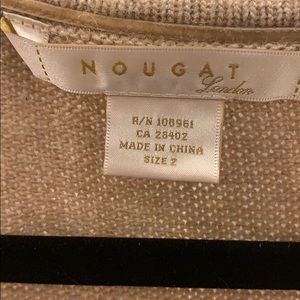 NOUGAT
London
R/N 108961
CA 28402
MADE IN CHINA
SIZE 2